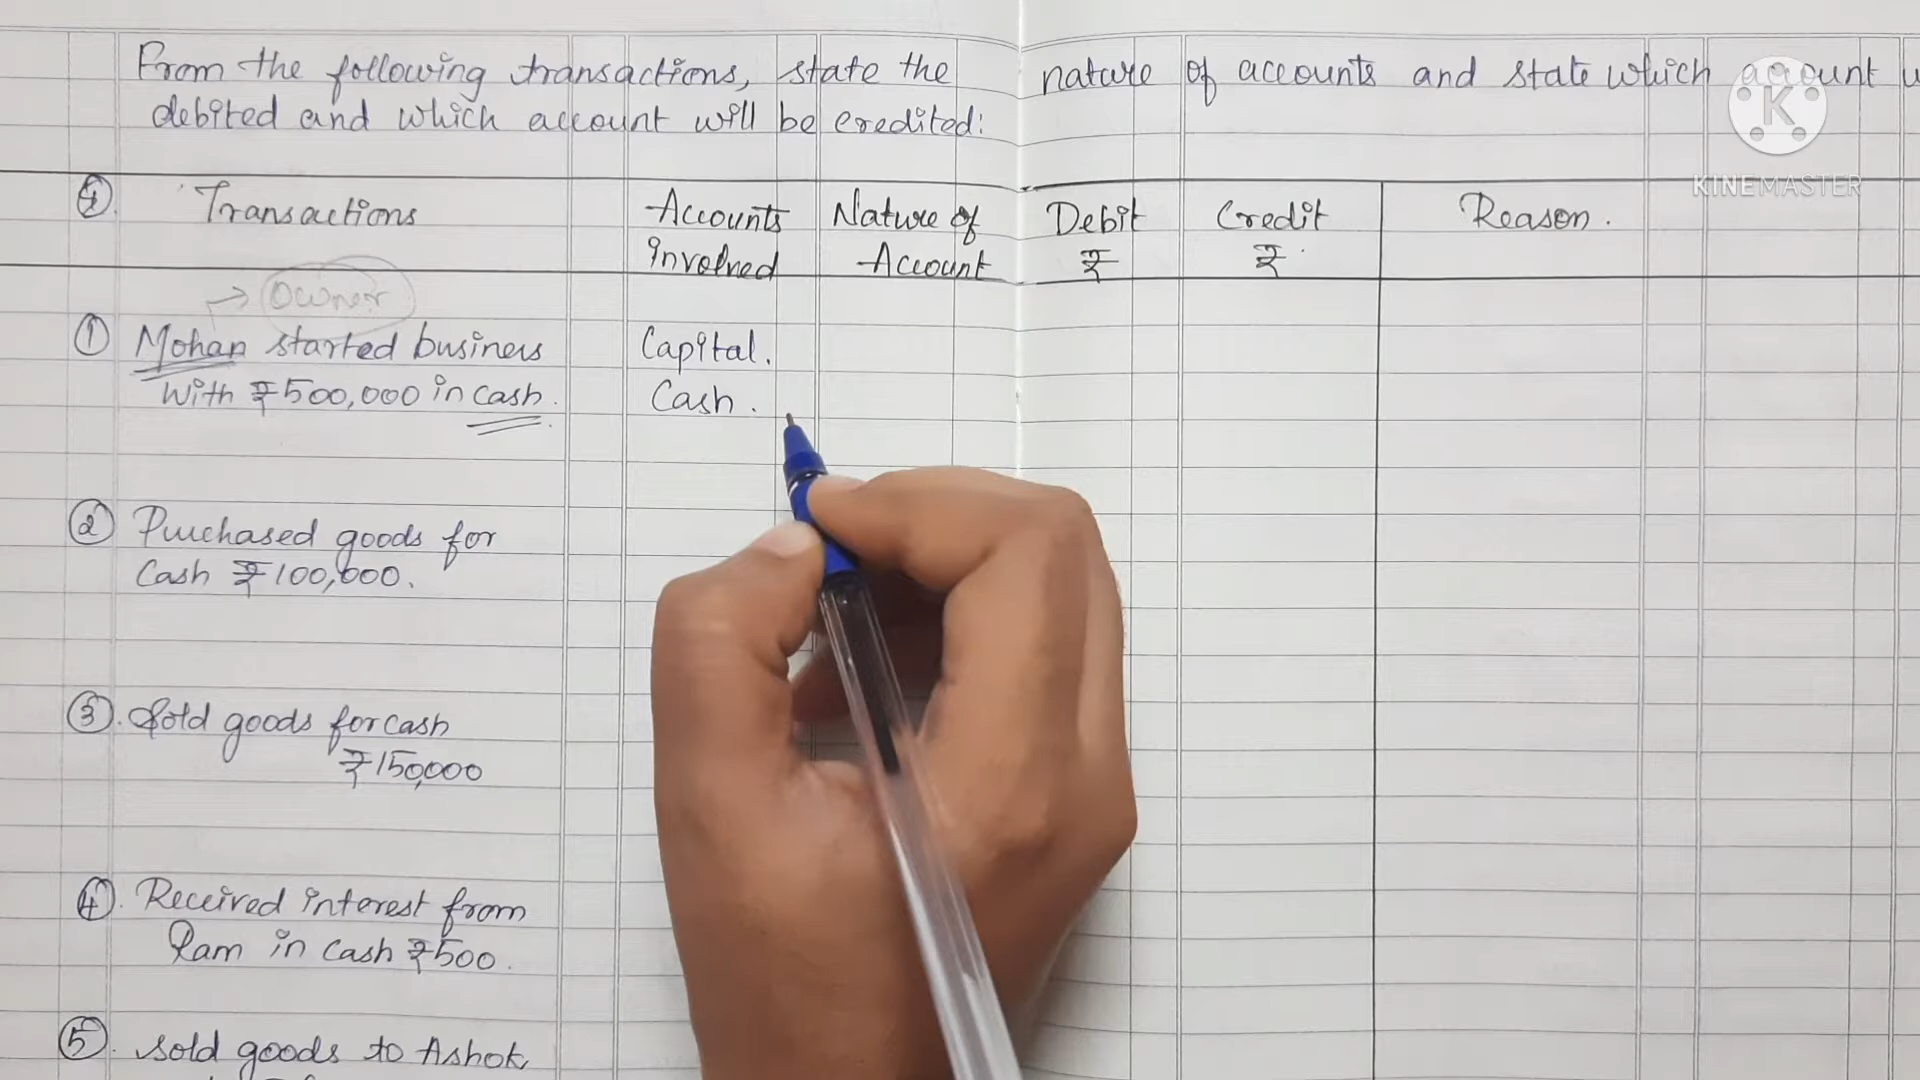 From the following transactions, state the nature of accounts and state which account
debited and which account will be credited:
Transactions
Accounts Involved
Nature of Account
Debit ₹
Credit ₹
Reason.
→ Owner
① Mohan started business
with ₹500,000 in cash.
Capital.
Cash.
② Purchased goods for
Cash ₹100,000.
③. Sold goods for cash
₹150,000
④. Received interest from
Ram in cash ₹500.
⑤. Sold goods to Ashok
K
KINEMASTER